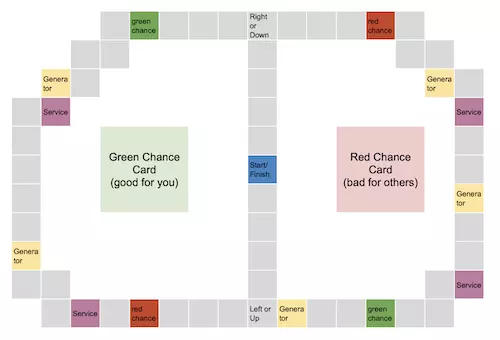 green
chance
Right
or
Down
red
chance
Genera
tor
Genera
tor
Service
Service
Green Chance
Card
(good for you)
Start/
Finish
Red Chance
Card
(bad for others)
Genera
tor
Genera
tor
Service
Service
red
chance
Left or
Up
Genera
tor
green
chance